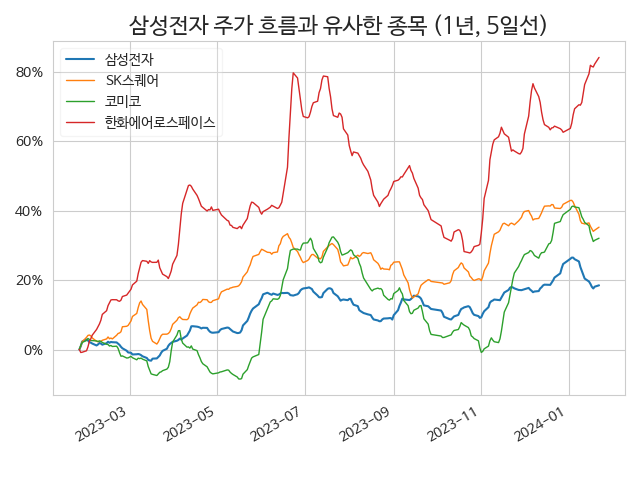 삼성전자 주가 흐름과 유사한 종목 (1년, 5일선)
삼성전자
SK스퀘어
코미코
한화에어로스페이스
80%
60%
40%
20%
0%
2023-03
2023-05
2023-07
2023-09
2023-11
2024-01